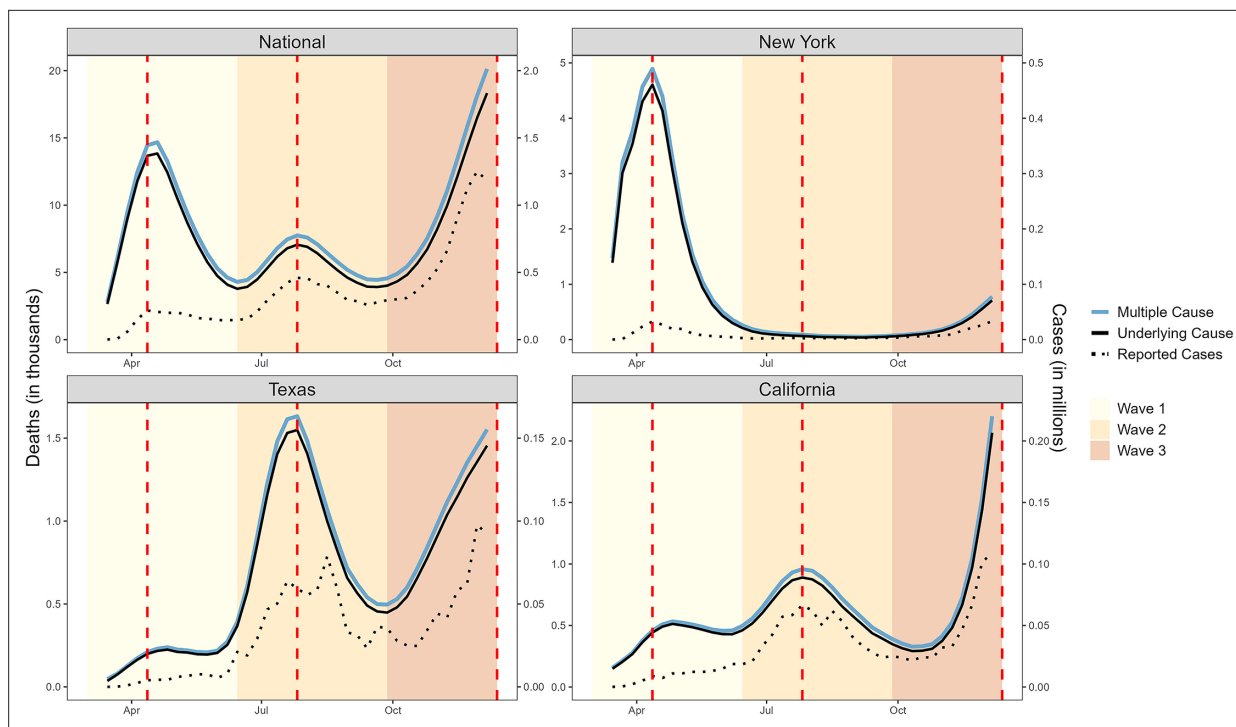 National
New York
20
15
10
5
0
2.0
1.5
1.0
0.5
0.0
5
4
3
2
1
0
0.5
0.4
0.3
0.2
0.1
0.0
Apr
Jul
Oct
Apr
Jul
Oct
Deaths (in thousands)
Cases (in millions)
Texas
California
1.5
1.0
0.5
0.0
0.15
0.10
0.05
0.00
2.0
1.5
1.0
0.5
0.0
0.20
0.15
0.10
0.05
0.00
Apr
Jul
Oct
Apr
Jul
Oct
Multiple Cause
Underlying Cause
Reported Cases
Wave 1
Wave 2
Wave 3